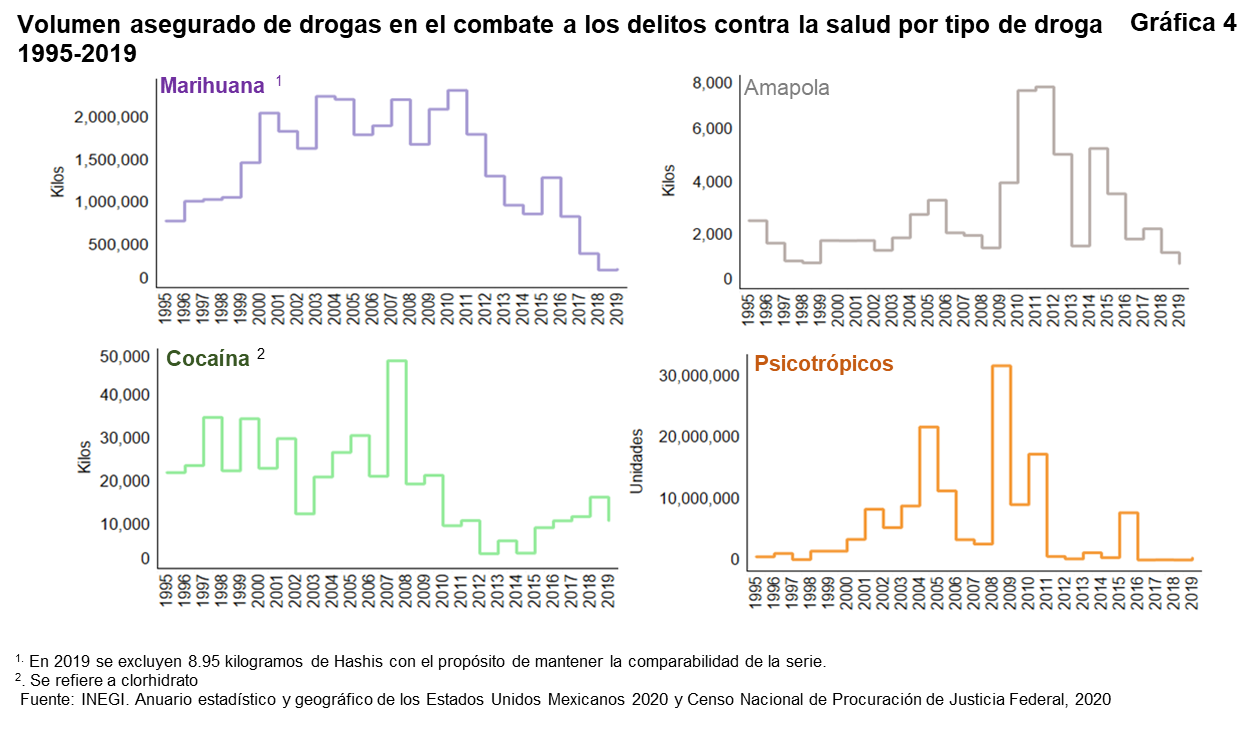 Volumen asegurado de drogas en el combate a los delitos contra la salud por tipo de droga
1995-2019
Gráfica 4
Marihuana 1
Kilos
2,000,000
1,500,000
1,000,000
500,000
0
1995 1996 1997 1998 1999 2000 2001 2002 2003 2004 2005 2006 2007 2008 2009 2010 2011 2012 2013 2014 2015 2016 2017 2018 2019
Amapola
Kilos
8,000
6,000
4,000
2,000
0
1995 1996 1997 1998 1999 2000 2001 2002 2003 2004 2005 2006 2007 2008 2009 2010 2011 2012 2013 2014 2015 2016 2017 2018 2019
Cocaína 2
Kilos
50,000
40,000
30,000
20,000
10,000
0
1995 1996 1997 1998 1999 2000 2001 2002 2003 2004 2005 2006 2007 2008 2009 2010 2011 2012 2013 2014 2015 2016 2017 2018 2019
Psicotrópicos
Unidades
30,000,000
20,000,000
10,000,000
0
1995 1996 1997 1998 1999 2000 2001 2002 2003 2004 2005 2006 2007 2008 2009 2010 2011 2012 2013 2014 2015 2016 2017 2018 2019
1. En 2019 se excluyen 8.95 kilogramos de Hashis con el propósito de mantener la comparabilidad de la serie.
2. Se refiere a clorhidrato
Fuente: INEGI. Anuario estadístico y geográfico de los Estados Unidos Mexicanos 2020 y Censo Nacional de Procuración de Justicia Federal, 2020